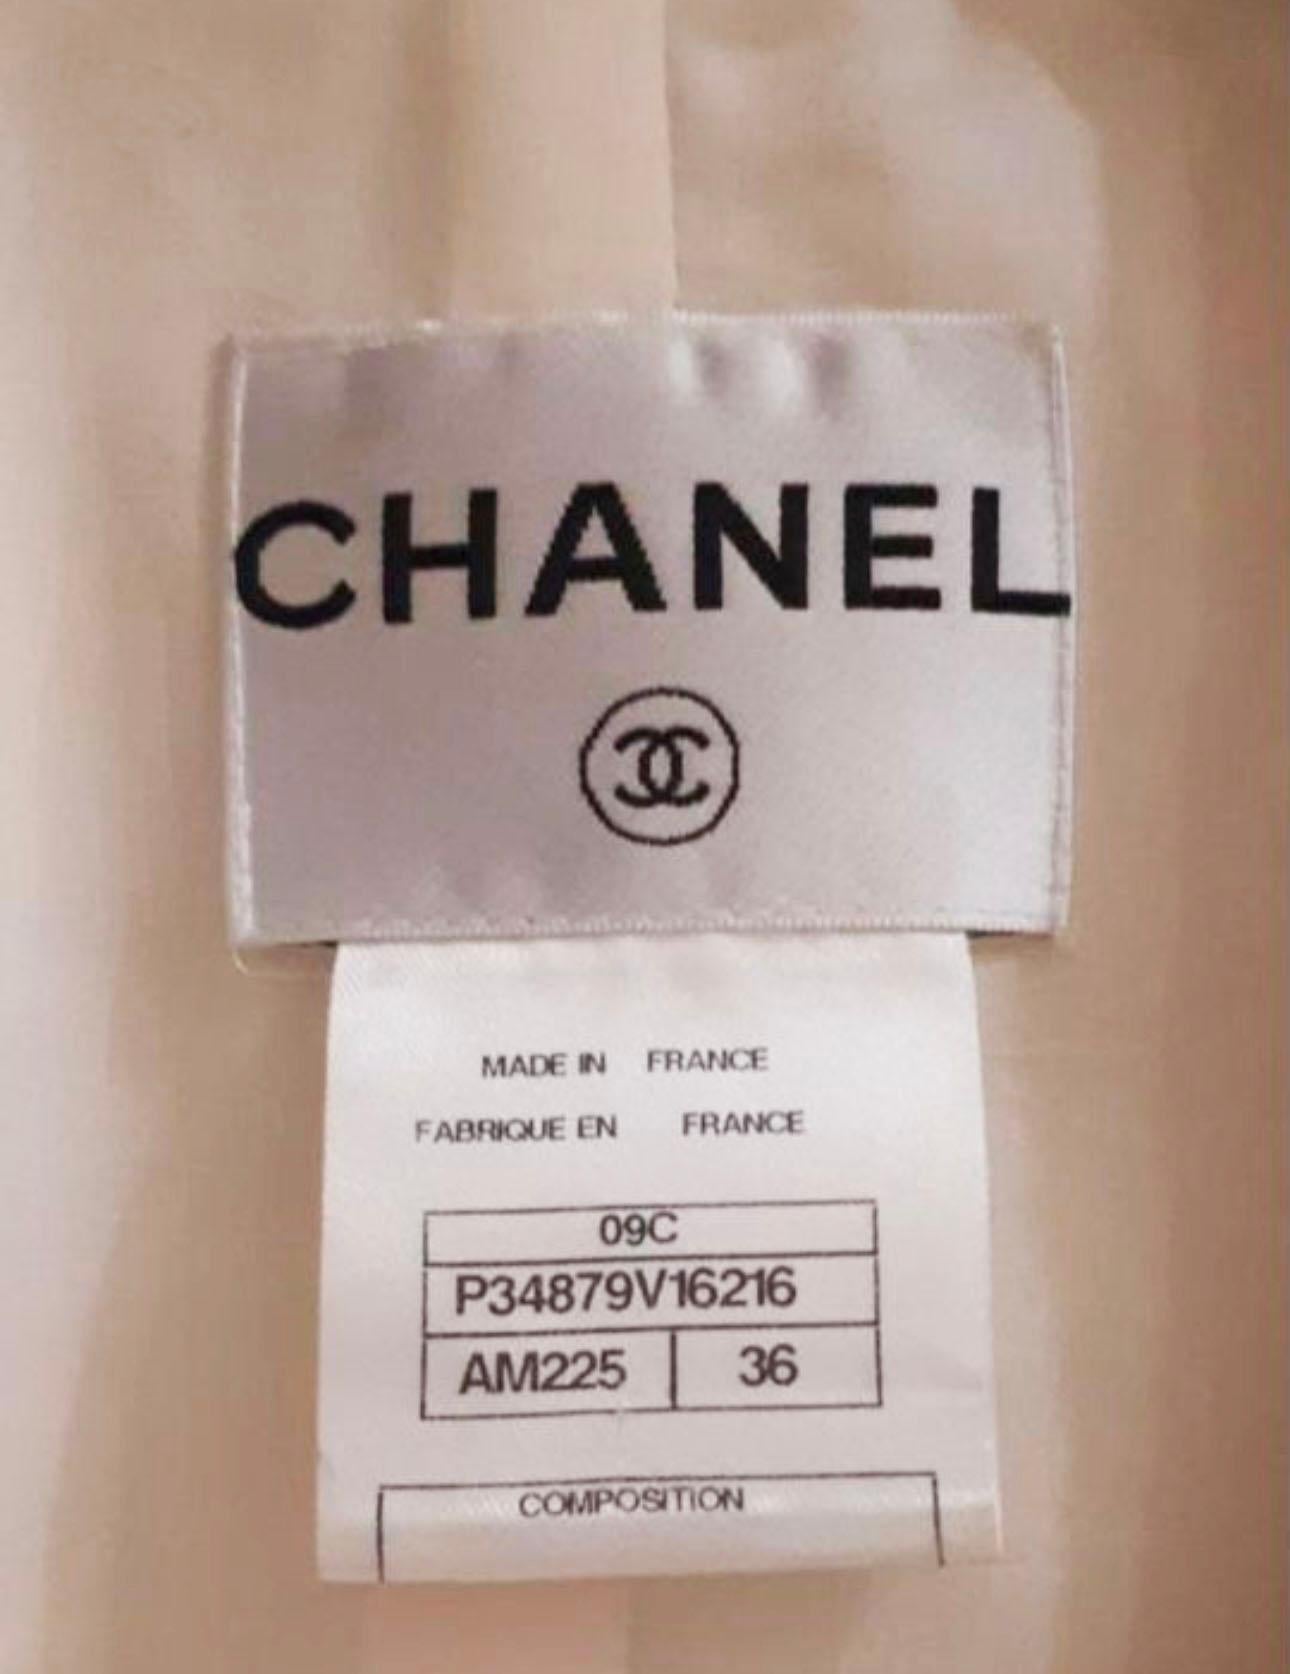 CHANEL
MADE IN FRANCE
FABRIQUE EN FRANCE
09C
P34879V16216
AM225 36
COMPOSITION